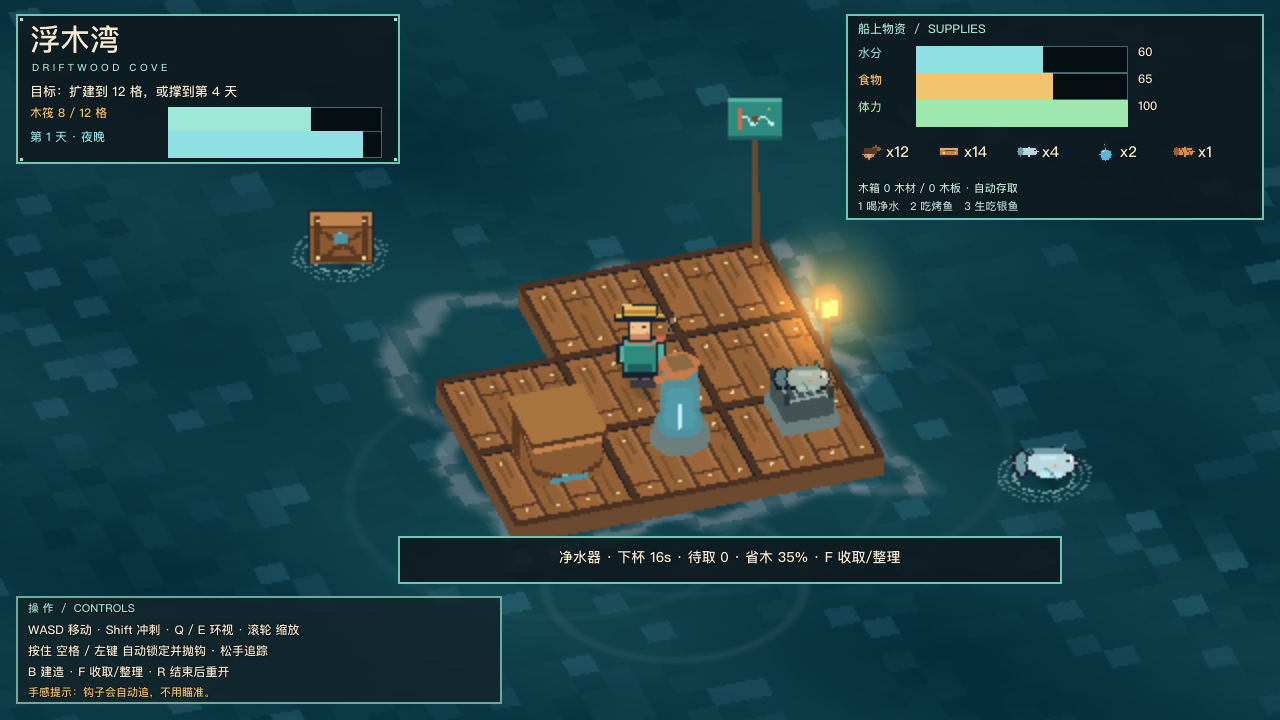 浮木湾
DRIFTWOOD COVE
目标：扩建到 12 格，或撑到第 4 天
木筏 8 / 12 格
第 1 天 · 夜晚
船上物资 / SUPPLIES
水分 60
食物 65
体力 100
x12 x14 x4 x2 x1
木箱 0 木材 / 0 木板 · 自动存取
1 喝净水 2 吃烤鱼 3 生吃银鱼
净水器 · 下杯 16s · 待取 0 · 省木 35% · F 收取/整理
操作 / CONTROLS
WASD 移动 · Shift 冲刺 · Q / E 环视 · 滚轮 缩放
按住 空格 / 左键 自动锁定并抛钩 · 松手追踪
B 建造 · F 收取/整理 · R 结束后重开
手感提示：钩子会自动追，不用瞄准。